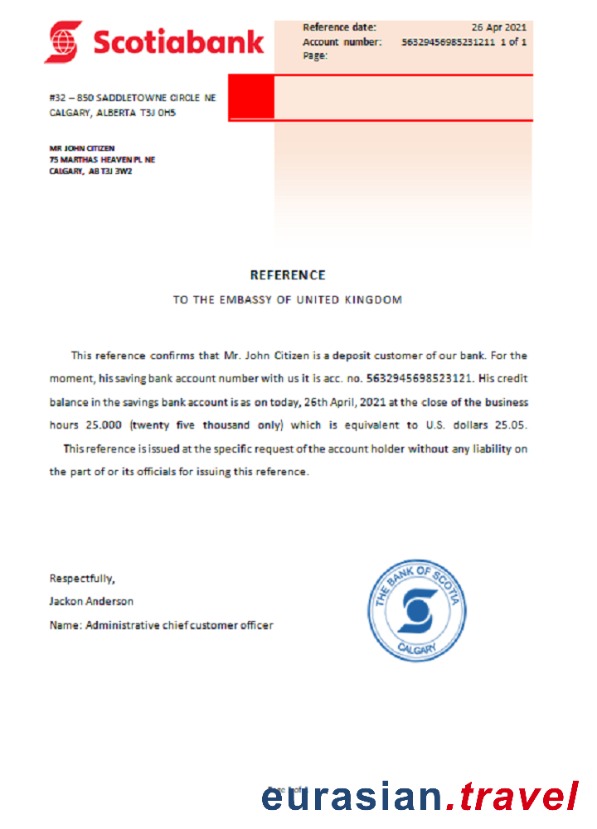 Scotiabank
Reference date: 26 Apr 2021
Account number: 56329456985231211 1 of 1
Page:
#32 – 850 SADDLETOWNE CIRCLE NE
CALGARY, ALBERTA T3J 0H5
MR JOHN CITIZEN
75 MARTHAS HEAVEN PL NE
CALGARY, AB T3J 3W2
REFERENCE
TO THE EMBASSY OF UNITED KINGDOM
This reference confirms that Mr. John Citizen is a deposit customer of our bank. For the
moment, his saving bank account number with us it is acc. no. 5632945698523121. His credit
balance in the savings bank account is as on today, 26th April, 2021 at the close of the business
hours 25.000 (twenty five thousand only) which is equivalent to U.S. dollars 25.05.
This reference is issued at the specific request of the account holder without any liability on
the part of or its officials for issuing this reference.
Respectfully,
Jackon Anderson
Name: Administrative chief customer officer
THE BANK OF SCOTIA
CALGARY
eurasian.travel